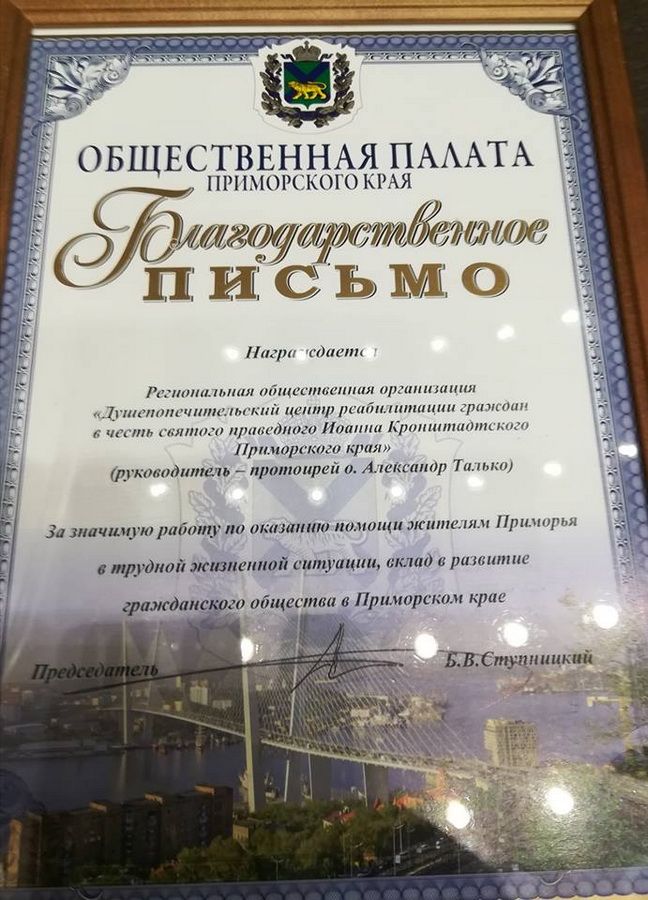 ОБЩЕСТВЕННАЯ ПАЛАТА
ПРИМОРСКОГО КРАЯ
Благодарственное
ПИСЬМО
Награждается
Региональная общественная организация
«Душепопечительский центр реабилитации граждан
в честь святого праведного Иоанна Кронштадтского
Приморского края»
(руководитель – протоирей о. Александр Талько)
За значимую работу по оказанию помощи жителям Приморья
в трудной жизненной ситуации, вклад в развитие
гражданского общества в Приморском крае
Председатель Б.В.Ступницкий